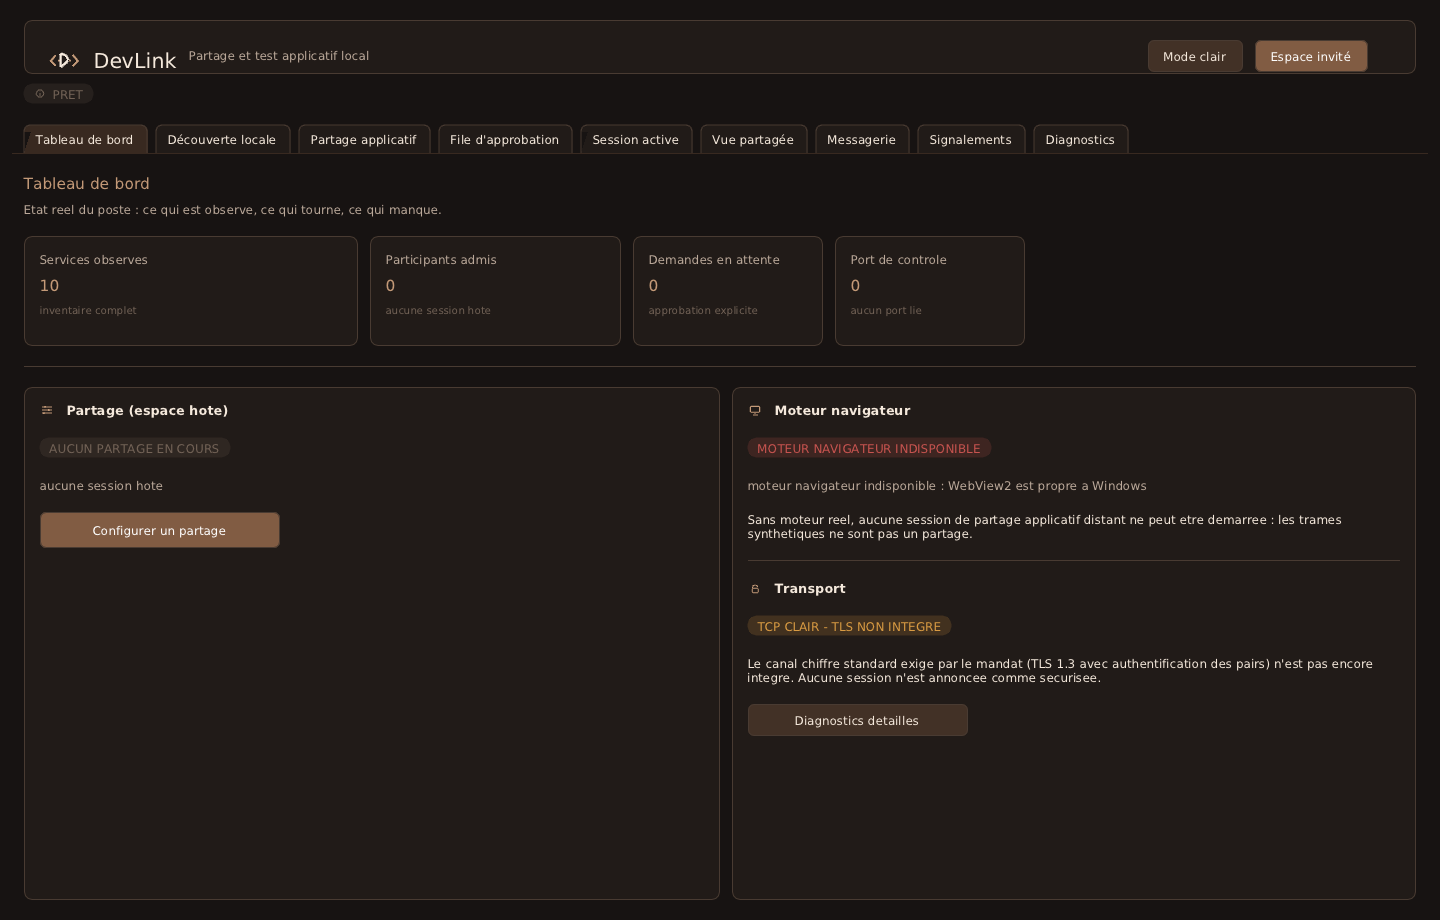 DevLink Partage et test applicatif local Mode clair Espace invité
PRET
Tableau de bord Découverte locale Partage applicatif File d'approbation Session active Vue partagée Messagerie Signalements Diagnostics
Tableau de bord
Etat reel du poste : ce qui est observe, ce qui tourne, ce qui manque.
Services observes
10
inventaire complet
Participants admis
0
aucune session hote
Demandes en attente
0
approbation explicite
Port de controle
0
aucun port lie
Partage (espace hote)
AUCUN PARTAGE EN COURS
aucune session hote
Configurer un partage
Moteur navigateur
MOTEUR NAVIGATEUR INDISPONIBLE
moteur navigateur indisponible : WebView2 est propre a Windows
Sans moteur reel, aucune session de partage applicatif distant ne peut etre demarree : les trames
synthetiques ne sont pas un partage.
Transport
TCP CLAIR - TLS NON INTEGRE
Le canal chiffre standard exige par le mandat (TLS 1.3 avec authentification des pairs) n'est pas encore
integre. Aucune session n'est annoncee comme securisee.
Diagnostics detailles